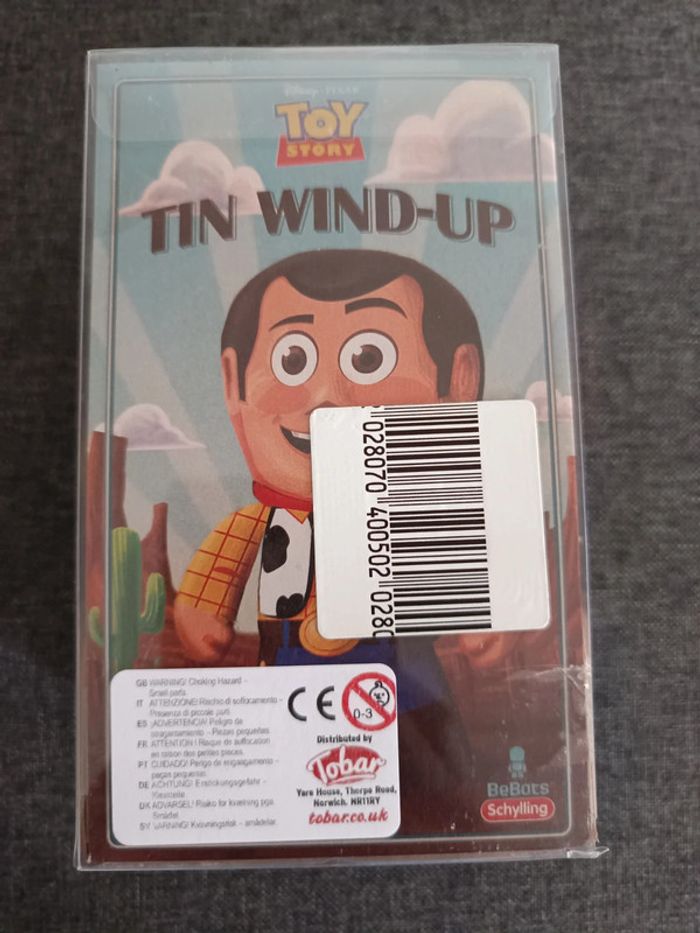 Disney · PIXAR
TOY
STORY
TIN WIND-UP
028070 400502 028
GB WARNING! Choking Hazard –
Small parts.
IT ATTENZIONE! Rischio di soffocamento –
Presenza di piccole parti.
ES ¡ADVERTENCIA! Peligro de
atragantamiento – Piezas pequeñas.
FR ATTENTION ! Risque de suffocation
en raison des petites pièces.
PT CUIDADO! Perigo de engasgamento –
peças pequenas.
DE ACHTUNG! Erstickungsgefahr –
Kleinteile.
DK ADVARSEL! Risiko for kvælning pga.
Smådel.
SV VARNING! Kvävningsrisk – smådelar.
CE
0-3
Distributed by
Tobar
Yare House, Thorpe Road,
Norwich. NR11RY
tobar.co.uk
BeBots
Schylling